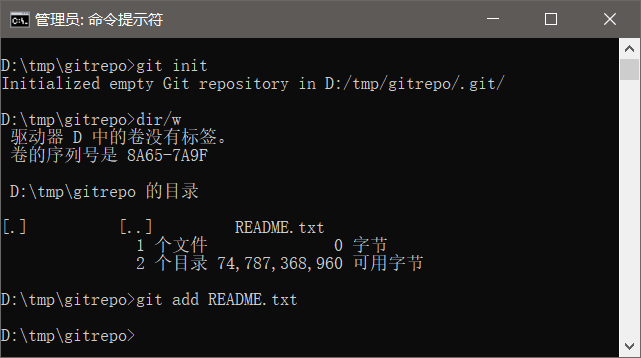 管理员: 命令提示符
D:\tmp\gitrepo>git init
Initialized empty Git repository in D:/tmp/gitrepo/.git/
D:\tmp\gitrepo>dir/w
驱动器 D 中的卷没有标签。
卷的序列号是 8A65-7A9F
D:\tmp\gitrepo 的目录
[.] [..] README.txt
1 个文件 0 字节
2 个目录 74,787,368,960 可用字节
D:\tmp\gitrepo>git add README.txt
D:\tmp\gitrepo>